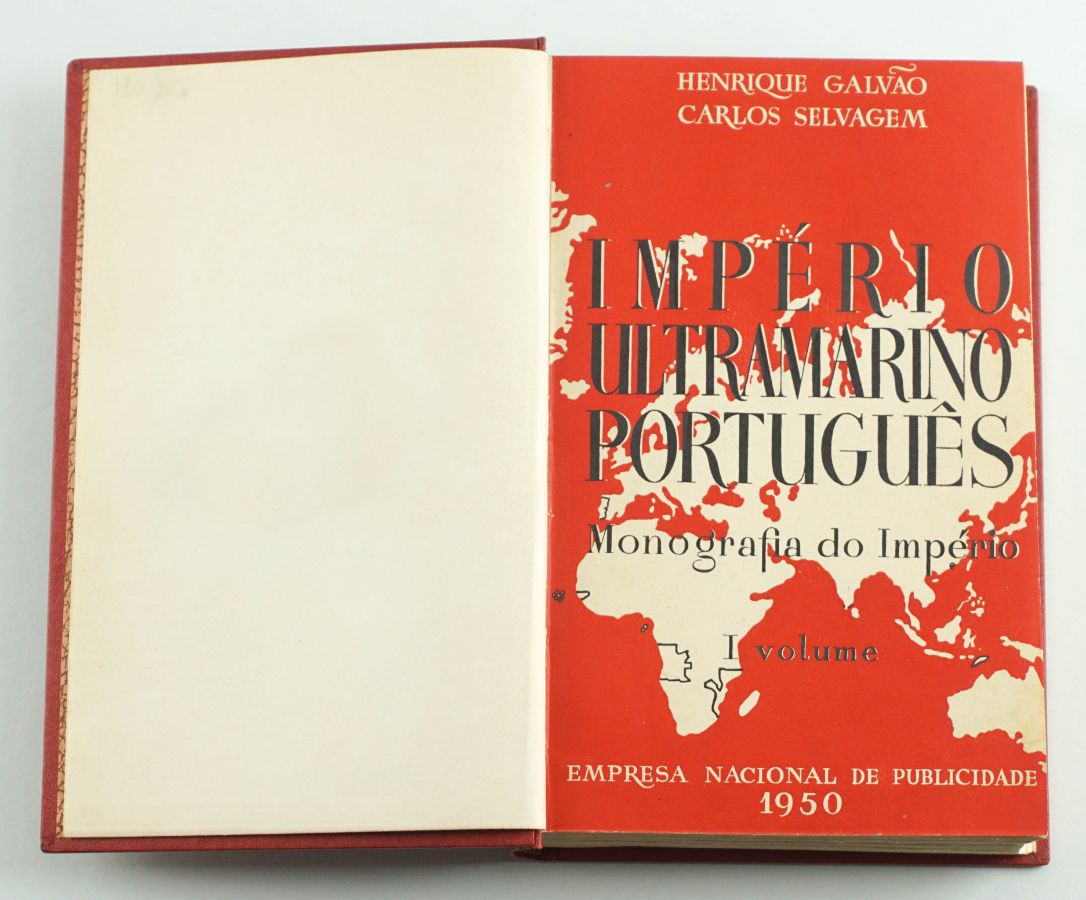 HENRIQUE GALVÃO
CARLOS SELVAGEM
IMPÉRIO
ULTRAMARINO
PORTUGUÊS
Monografia do Império
I volume
EMPRESA NACIONAL DE PUBLICIDADE
1950